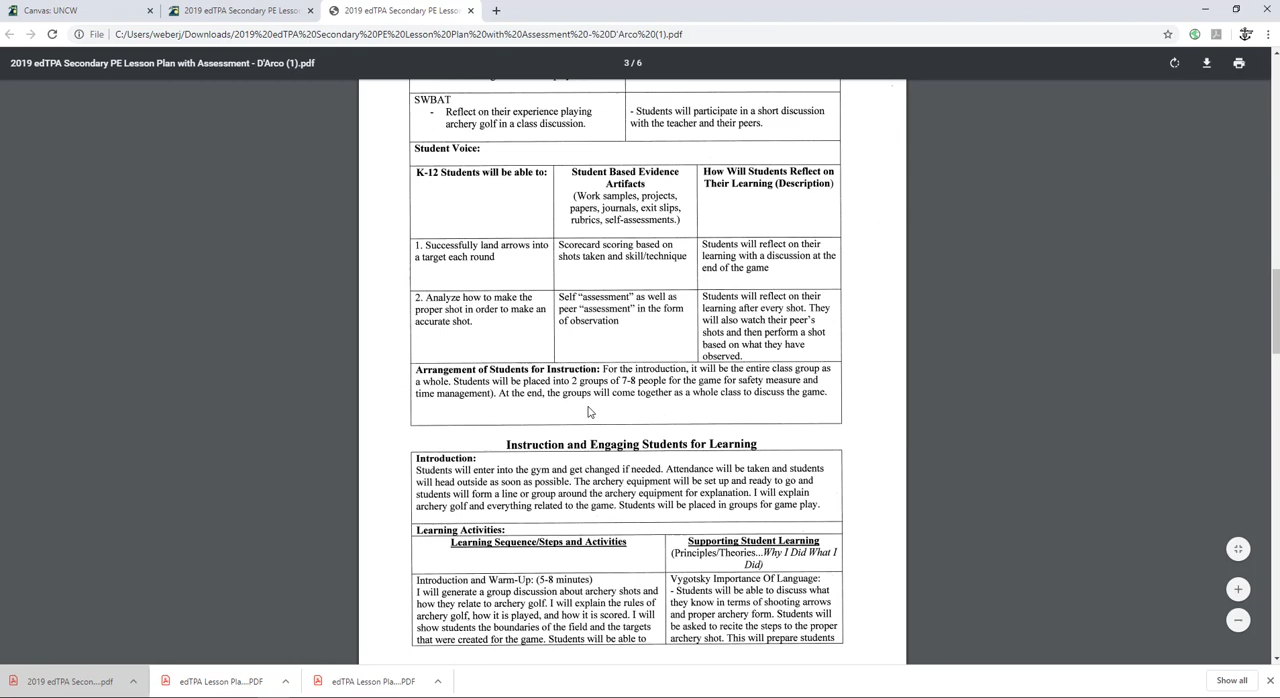 Canvas: UNCW
2019 edTPA Secondary PE Lesso
2019 edTPA Secondary PE Lesso
File
C:/Users/weberj/Downloads/2019%20edTPA%20Secondary%20PE%20Lesson%20Plan%20with%20Assessment%20-%20D'Arco%20(1).pdf
2019 edTPA Secondary PE Lesson Plan with Assessment - D'Arco (1).pdf
3 / 6
SWBAT
- Reflect on their experience playing
archery golf in a class discussion.
- Students will participate in a short discussion
with the teacher and their peers.
Student Voice:
K-12 Students will be able to:
Student Based Evidence
Artifacts
(Work samples, projects,
papers, journals, exit slips,
rubrics, self-assessments.)
How Will Students Reflect on
Their Learning (Description)
1. Successfully land arrows into
a target each round
Scorecard scoring based on
shots taken and skill/technique
Students will reflect on their
learning with a discussion at the
end of the game
2. Analyze how to make the
proper shot in order to make an
accurate shot.
Self “assessment” as well as
peer “assessment” in the form
of observation
Students will reflect on their
learning after every shot. They
will also watch their peer's
shots and then perform a shot
based on what they have
observed.
Arrangement of Students for Instruction: For the introduction, it will be the entire class group as
a whole. Students will be placed into 2 groups of 7-8 people for the game for safety measure and
time management). At the end, the groups will come together as a whole class to discuss the game.
Instruction and Engaging Students for Learning
Introduction:
Students will enter into the gym and get changed if needed. Attendance will be taken and students
will head outside as soon as possible. The archery equipment will be set up and ready to go and
students will form a line or group around the archery equipment for explanation. I will explain
archery golf and everything related to the game. Students will be placed in groups for game play.
Learning Activities:
Learning Sequence/Steps and Activities
Supporting Student Learning
(Principles/Theories...Why I Did What I
Did)
Introduction and Warm-Up: (5-8 minutes)
I will generate a group discussion about archery shots and
how they relate to archery golf. I will explain the rules of
archery golf, how it is played, and how it is scored. I will
show students the boundaries of the field and the targets
that were created for the game. Students will be able to
Vygotsky Importance Of Language:
- Students will be able to discuss what
they know in terms of shooting arrows
and proper archery form. Students will
be asked to recite the steps to the proper
archery shot. This will prepare students
2019 edTPA Secon....pdf
edTPA Lesson Pla....PDF
edTPA Lesson Pla....PDF
Show all